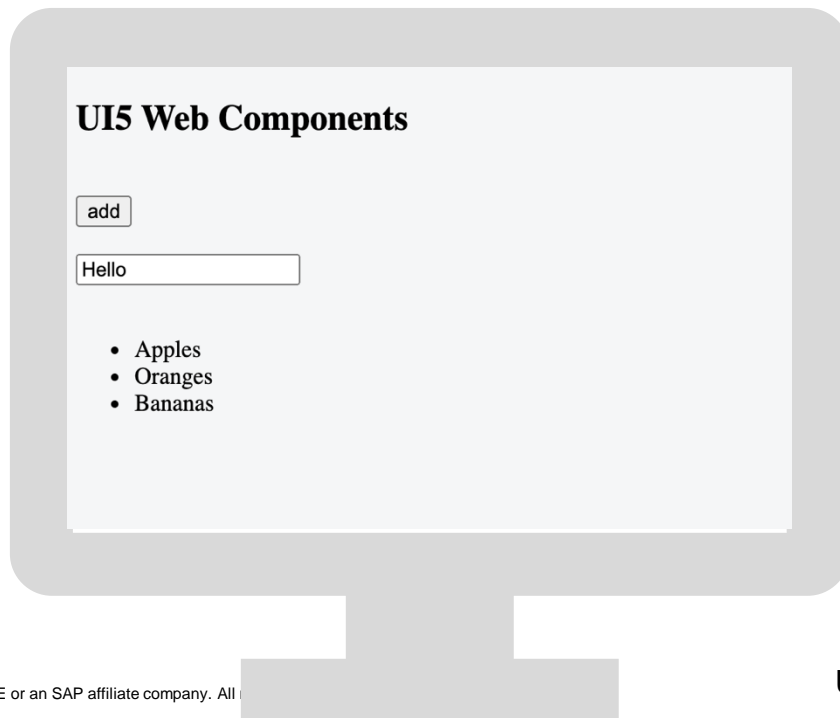 UI5 Web Components
add
Hello
• Apples
• Oranges
• Bananas
E or an SAP affiliate company. All